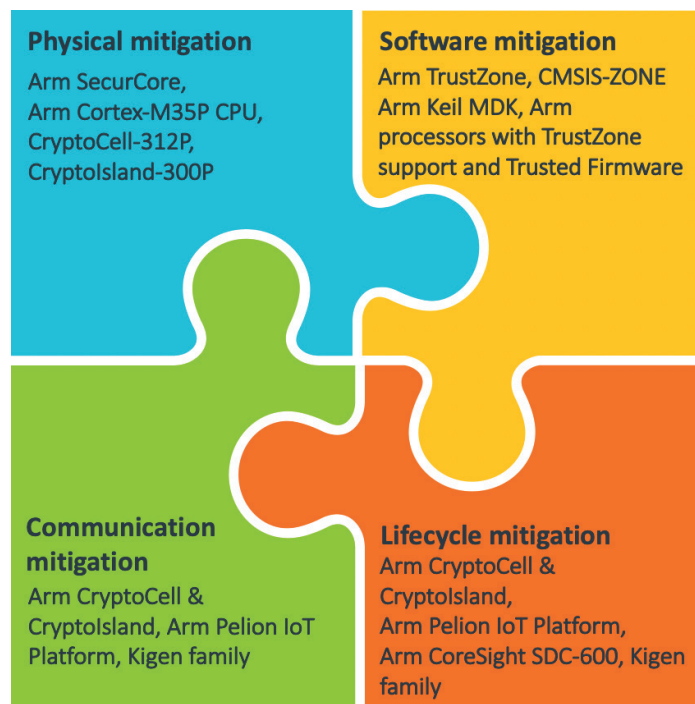 Physical mitigation
Arm SecurCore,
Arm Cortex-M35P CPU,
CryptoCell-312P,
CryptoIsland-300P
Software mitigation
Arm TrustZone, CMSIS-ZONE
Arm Keil MDK, Arm
processors with TrustZone
support and Trusted Firmware
Communication
mitigation
Arm CryptoCell &
CryptoIsland, Arm Pelion IoT
Platform, Kigen family
Lifecycle mitigation
Arm CryptoCell &
CryptoIsland,
Arm Pelion IoT Platform,
Arm CoreSight SDC-600, Kigen
family